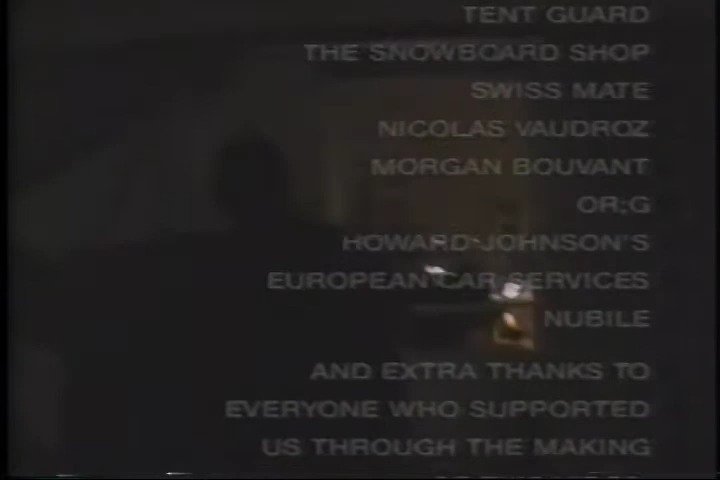 TENT GUARD
THE SNOWBOARD SHOP
SWISS MATE
NICOLAS VAUDROZ
MORGAN BOUVANT
OR:G
HOWARD JOHNSON'S
EUROPEAN CAR SERVICES
NUBILE
AND EXTRA THANKS TO
EVERYONE WHO SUPPORTED
US THROUGH THE MAKING